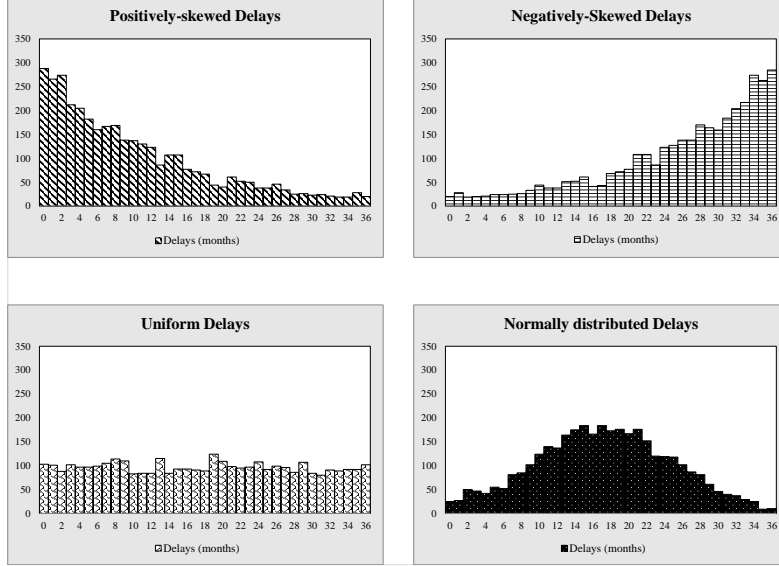 Positively-skewed Delays
350
300
250
200
150
100
50
0
0 2 4 6 8 10 12 14 16 18 20 22 24 26 28 30 32 34 36
Delays (months)
Negatively-Skewed Delays
350
300
250
200
150
100
50
0
0 2 4 6 8 10 12 14 16 18 20 22 24 26 28 30 32 34 36
Delays (months)
Uniform Delays
350
300
250
200
150
100
50
0
0 2 4 6 8 10 12 14 16 18 20 22 24 26 28 30 32 34 36
Delays (months)
Normally distributed Delays
350
300
250
200
150
100
50
0
0 2 4 6 8 10 12 14 16 18 20 22 24 26 28 30 32 34 36
Delays (months)